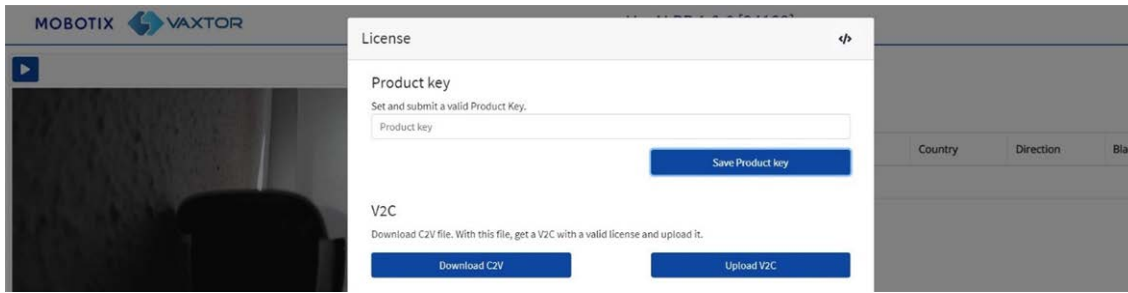 MOBOTIX VAXTOR
License </>
Product key
Set and submit a valid Product Key.
Product key
Save Product key
Country Direction Bla
V2C
Download C2V file. With this file, get a V2C with a valid license and upload it.
Download C2V Upload V2C